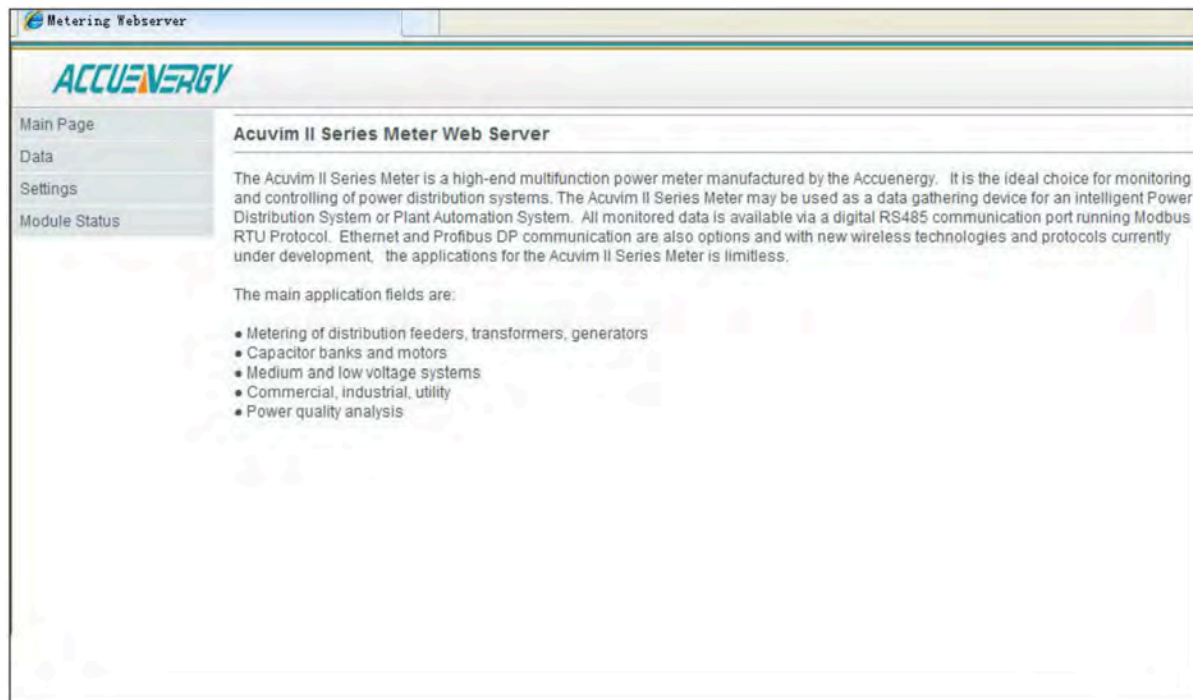 Metering Webserver
ACCUENERGY
Main Page
Data
Settings
Module Status
Acuvim II Series Meter Web Server
The Acuvim II Series Meter is a high-end multifunction power meter manufactured by the Accuenergy. It is the ideal choice for monitoring
and controlling of power distribution systems. The Acuvim II Series Meter may be used as a data gathering device for an intelligent Power
Distribution System or Plant Automation System. All monitored data is available via a digital RS485 communication port running Modbus
RTU Protocol. Ethernet and Profibus DP communication are also options and with new wireless technologies and protocols currently
under development, the applications for the Acuvim II Series Meter is limitless.
The main application fields are:
● Metering of distribution feeders, transformers, generators
● Capacitor banks and motors
● Medium and low voltage systems
● Commercial, industrial, utility
● Power quality analysis